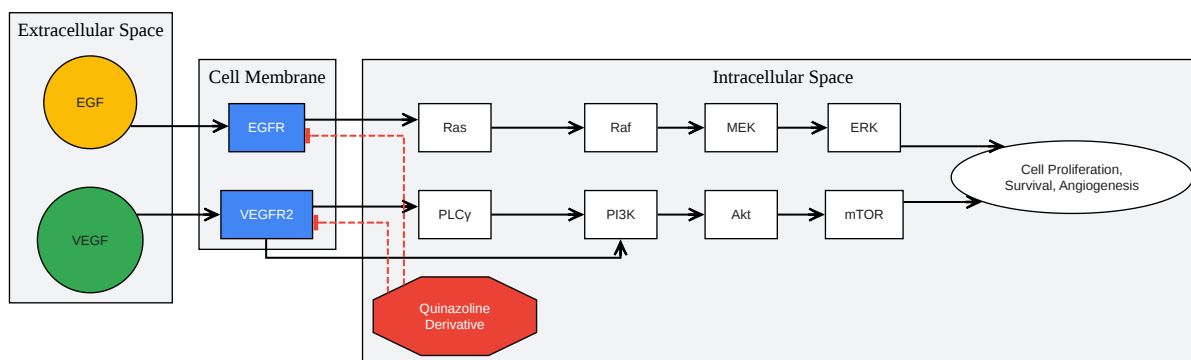 Extracellular Space
EGF
VEGF
Cell Membrane
EGFR
VEGFR2
Intracellular Space
Ras
Raf
MEK
ERK
PLCγ
PI3K
Akt
mTOR
Cell Proliferation,
Survival, Angiogenesis
Quinazoline
Derivative